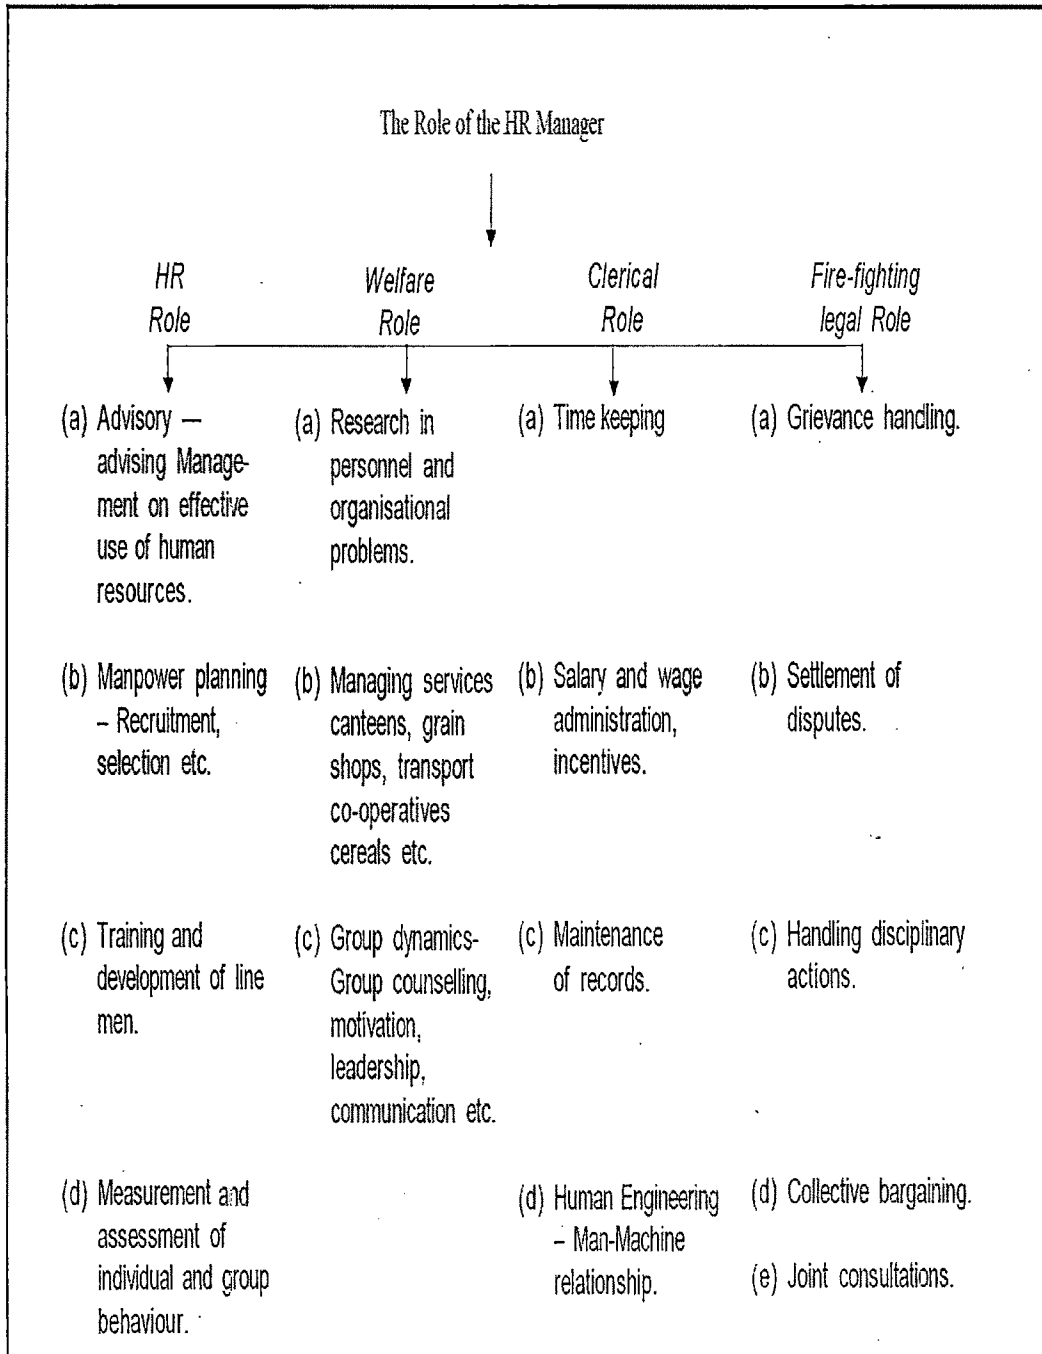 The Role of the HR Manager
HR
Role
Welfare
Role
Clerical
Role
Fire-fighting
legal Role
(a) Advisory —
advising Manage-
ment on effective
use of human
resources.
(a) Research in
personnel and
organisational
problems.
(a) Time keeping
(a) Grievance handling.
(b) Manpower planning
– Recruitment,
selection etc.
(b) Managing services
canteens, grain
shops, transport
co-operatives
cereals etc.
(b) Salary and wage
administration,
incentives.
(b) Settlement of
disputes.
(c) Training and
development of line
men.
(c) Group dynamics-
Group counselling,
motivation,
leadership,
communication etc.
(c) Maintenance
of records.
(c) Handling disciplinary
actions.
(d) Measurement and
assessment of
individual and group
behaviour.
(d) Human Engineering
– Man-Machine
relationship.
(d) Collective bargaining.
(e) Joint consultations.